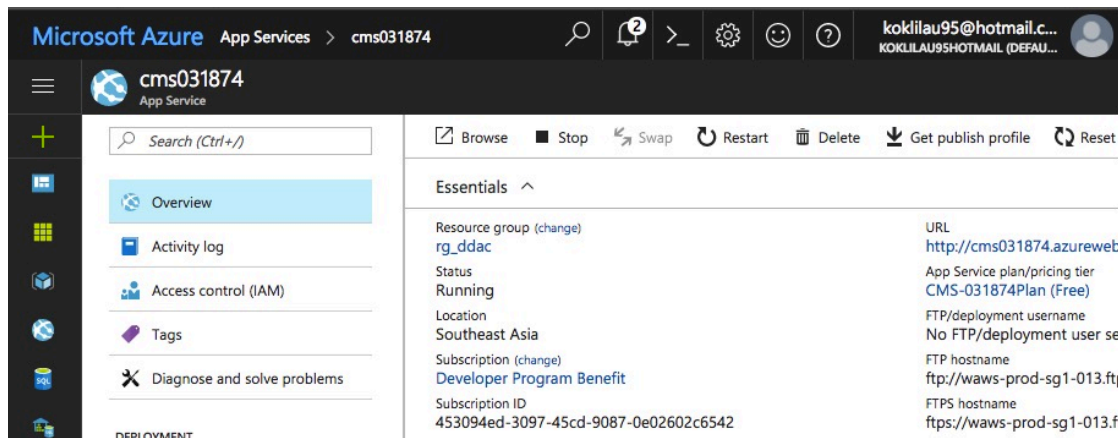 Microsoft Azure App Services > cms031874
2
koklilau95@hotmail.c...
KOKLILAU95HOTMAIL (DEFAU...
cms031874
App Service
Search (Ctrl+/)
Browse Stop Swap Restart Delete Get publish profile Reset
Overview
Activity log
Access control (IAM)
Tags
Diagnose and solve problems
DEPLOYMENT
Essentials
Resource group (change)
rg_ddac
Status
Running
Location
Southeast Asia
Subscription (change)
Developer Program Benefit
Subscription ID
453094ed-3097-45cd-9087-0e02602c6542
URL
http://cms031874.azureweb
App Service plan/pricing tier
CMS-031874Plan (Free)
FTP/deployment username
No FTP/deployment user se
FTP hostname
ftp://waws-prod-sg1-013.ft
FTPS hostname
ftps://waws-prod-sg1-013.f